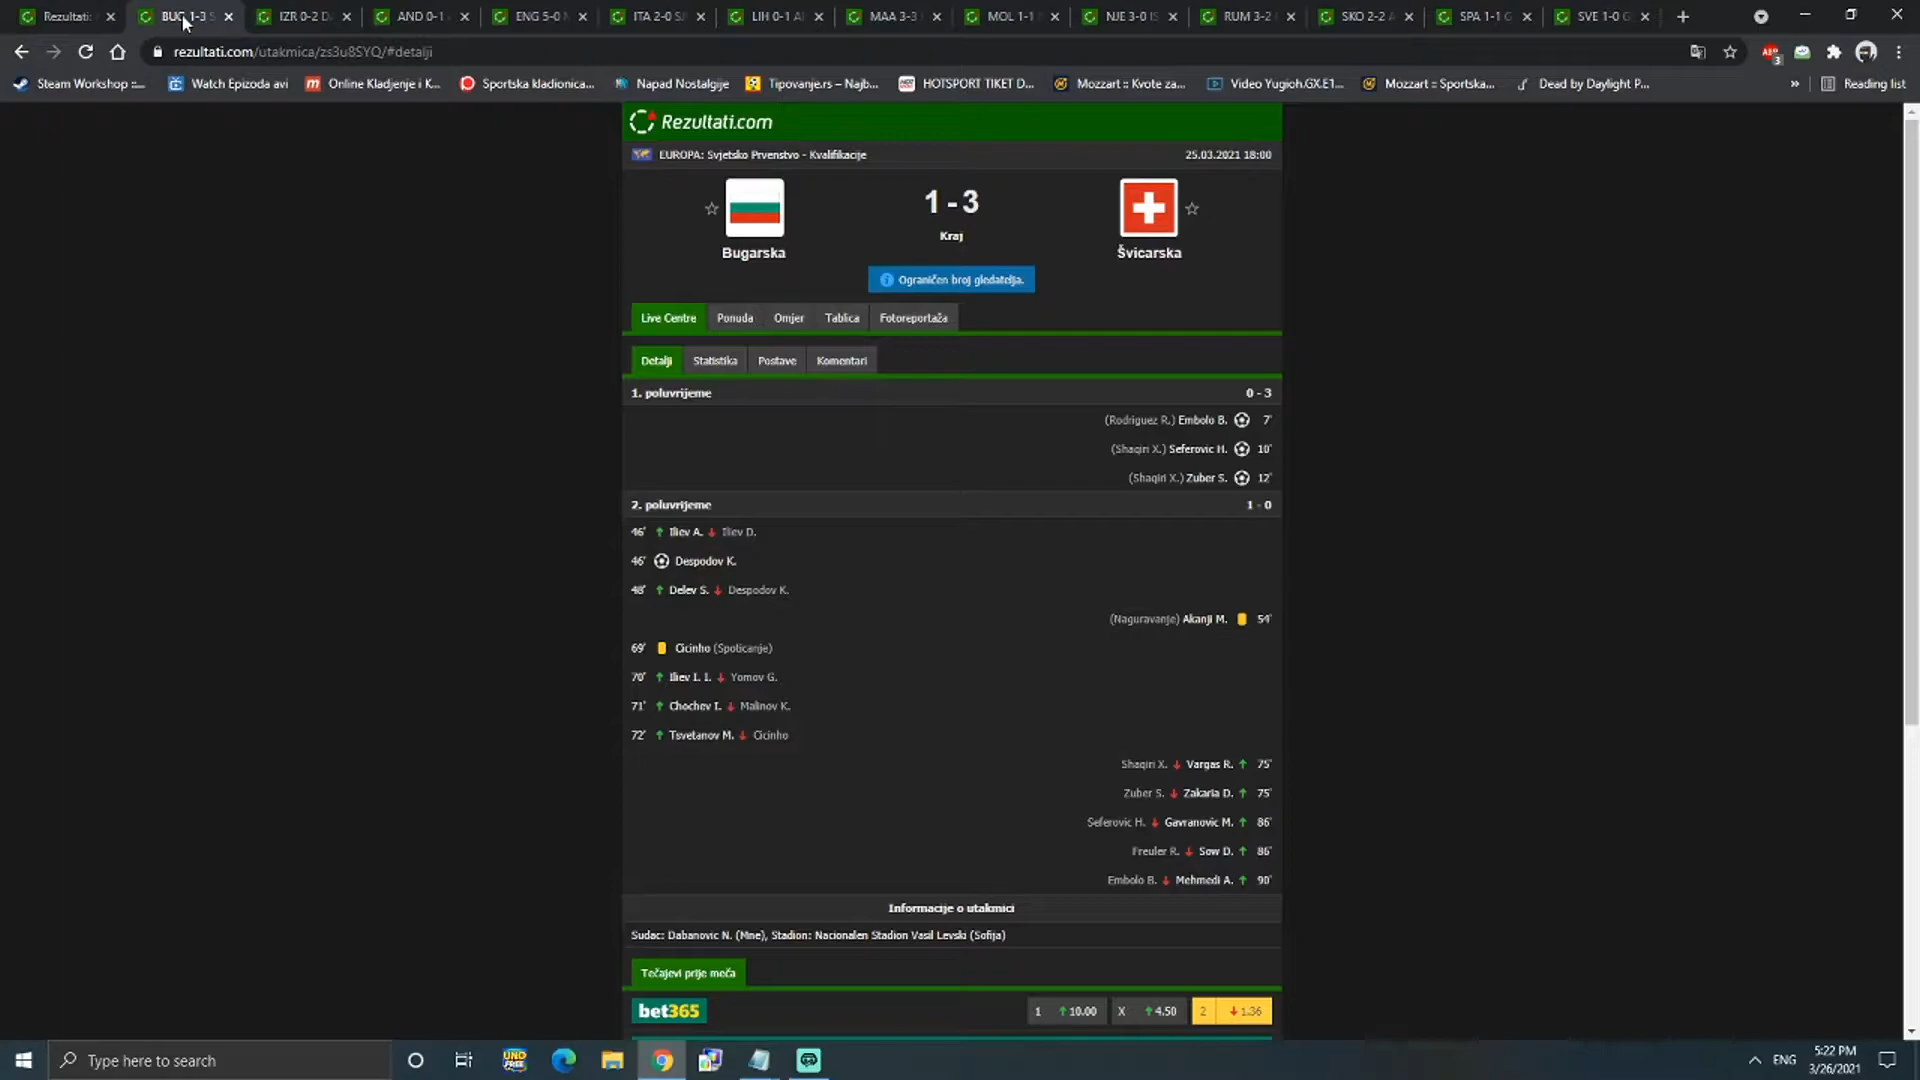 Rezultati: BUG 1-3 S IZR 0-2 D AND 0-1 ENG 5-0 ITA 2-0 S LIH 0-1 MAA 3-3 MOL 1-1 NJE 3-0 IS RUM 3-2 SKO 2-2 A SPA 1-1 G SVE 1-0 G
rezultati.com/utakmica/zs3u8SYQ/#detalji
3
Steam Workshop ::... Watch Epizoda avi Online Kladjenje i K... Sportska kladionica... Napad Nostalgije Tipovanje.rs – Najb... HOTSPORT TIKET D... Mozzart :: Kvote za... Video Yugioh.GX.E1... Mozzart :: Sportska... Dead by Daylight P... » Reading list
Rezultati.com
EUROPA: Svjetsko Prvenstvo - Kvalifikacije 25.03.2021 18:00
1 - 3
Kraj
Bugarska Švicarska
Ograničen broj gledatelja.
Live Centre Ponuda Omjer Tablica Fotoreportaža
Detalji Statistika Postave Komentari
1. poluvrijeme 0 - 3
(Rodriguez R.) Embolo B. 7'
(Shaqiri X.) Seferovic H. 10'
(Shaqiri X.) Zuber S. 12'
2. poluvrijeme 1 - 0
46' Iliev A. Iliev D.
46' Despodov K.
48' Delev S. Despodov K.
(Naguravanje) Akanji M. 54'
69' Cicinho (Spoticanje)
70' Iliev I. I. Yomov G.
71' Chochev I. Malinov K.
72' Tsvetanov M. Cicinho
Shaqiri X. Vargas R. 75'
Zuber S. Zakaria D. 75'
Seferovic H. Gavranovic M. 86'
Freuler R. Sow D. 86'
Embolo B. Mehmedi A. 90'
Informacije o utakmici
Sudac: Dabanovic N. (Mne), Stadion: Nacionalen Stadion Vasil Levski (Sofija)
Tečajevi prije meča
bet365 1 10.00 X 4.50 2 1.36
Type here to search
UNO FREE
ENG
5:22 PM
3/26/2021